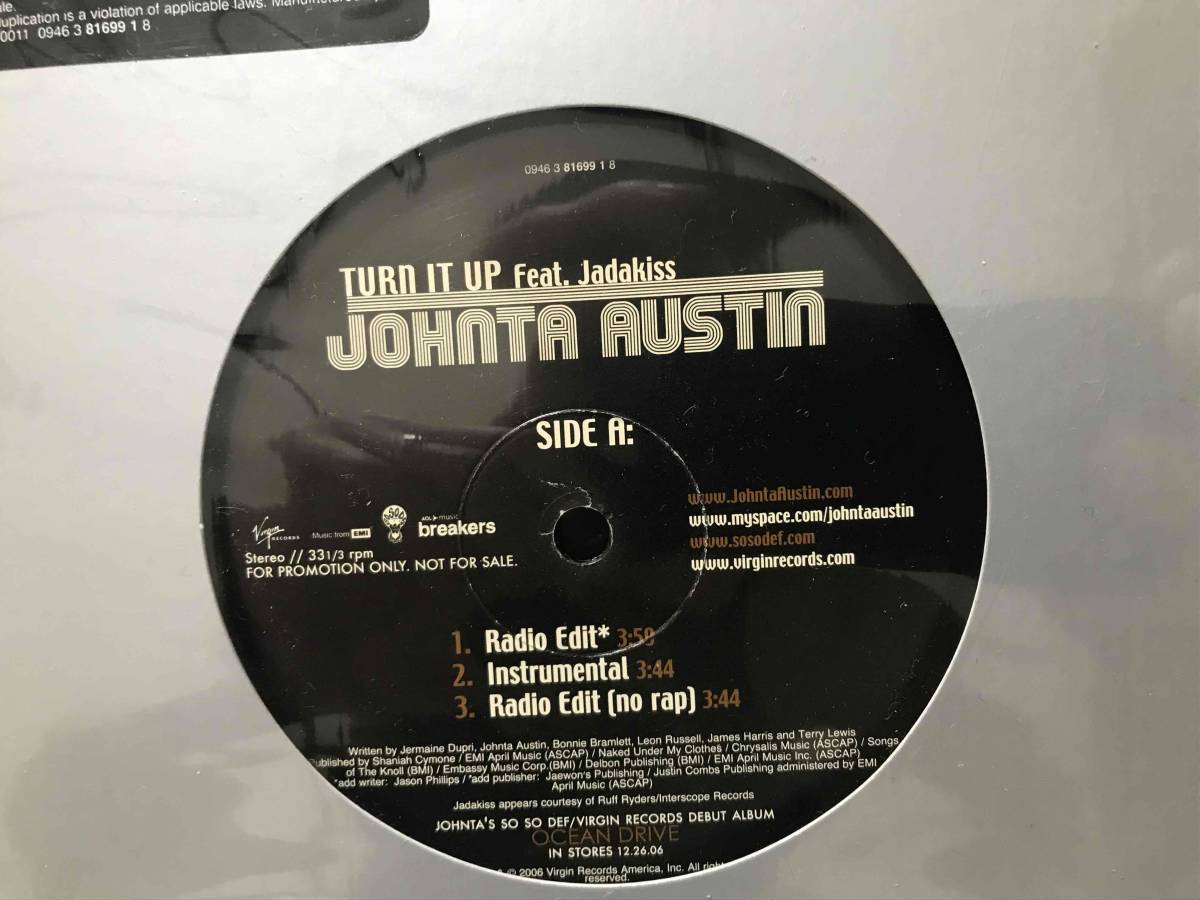 le.
uplication is a violation of applicable laws.
0011 0946 3 81699 1 8
0946 3 81699 1 8
TURN IT UP Feat. Jadakiss
JOHNTA AUSTIN
SIDE A:
www.JohntaAustin.com
www.myspace.com/johntaaustin
www.sosodef.com
www.virginrecords.com
Virgin RECORDS
Music from EMI
AOL music
breakers
Stereo // 33 1/3 rpm
FOR PROMOTION ONLY. NOT FOR SALE.
1. Radio Edit* 3:59
2. Instrumental 3:44
3. Radio Edit (no rap) 3:44
Written by Jermaine Dupri, Johnta Austin, Bonnie Bramlett, Leon Russell, James Harris and Terry Lewis
Published by Shaniah Cymone / EMI April Music (ASCAP) / Naked Under My Clothes / Chrysalis Music (ASCAP) / Songs
of The Knoll (BMI) / Embassy Music Corp.(BMI) / Delbon Publishing (BMI) / EMI April Music Inc. (ASCAP)
*add writer: Jason Phillips / *add publisher: Jaewon's Publishing / Justin Combs Publishing administered by EMI
April Music (ASCAP)
Jadakiss appears courtesy of Ruff Ryders/Interscope Records
JOHNTA'S SO SO DEF/VIRGIN RECORDS DEBUT ALBUM
OCEAN DRIVE
IN STORES 12.26.06
© 2006 Virgin Records America, Inc. All
reserved.